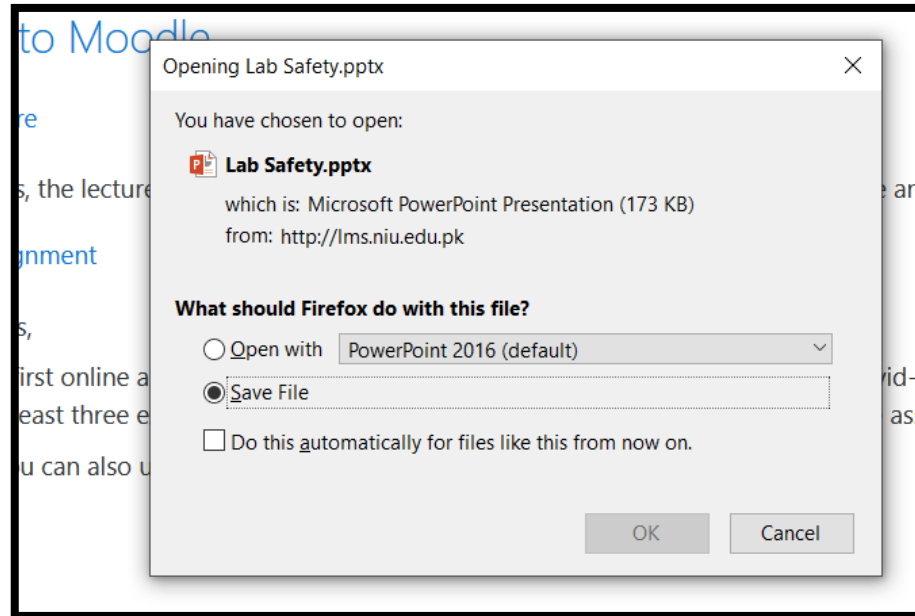 to Moodle
Opening Lab Safety.pptx
re
You have chosen to open:
Lab Safety.pptx
s, the lecture
which is: Microsoft PowerPoint Presentation (173 KB)
from: http://lms.niu.edu.pk
gnment
What should Firefox do with this file?
s,
Open with PowerPoint 2016 (default)
first online a
vid-
Save File
east three e
as
Do this automatically for files like this from now on.
u can also u
OK Cancel